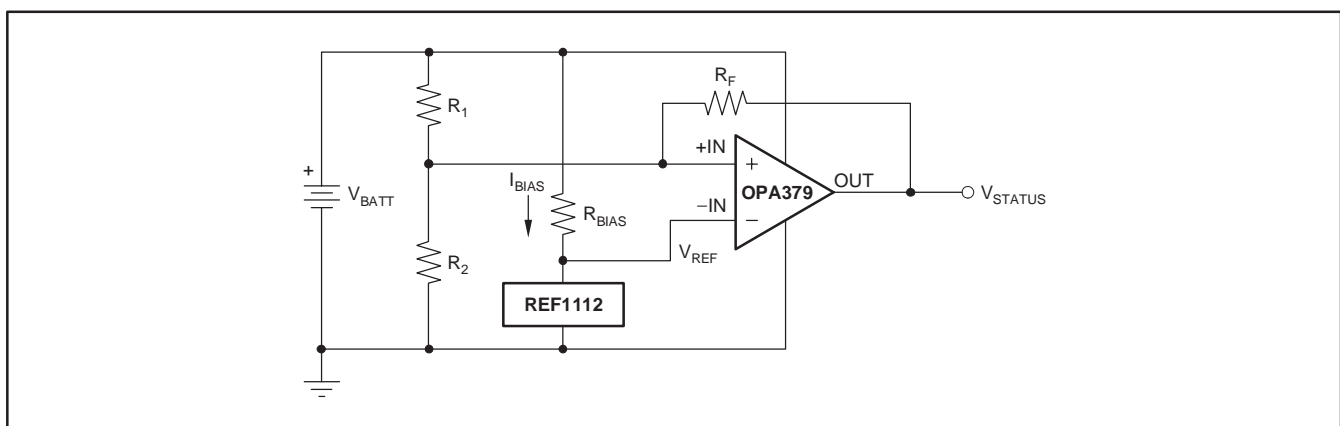 R_F
R_1
+IN
+
+
I_BIAS
OPA379
OUT
V_STATUS
V_BATT
R_BIAS
−IN
−
V_REF
R_2
REF1112